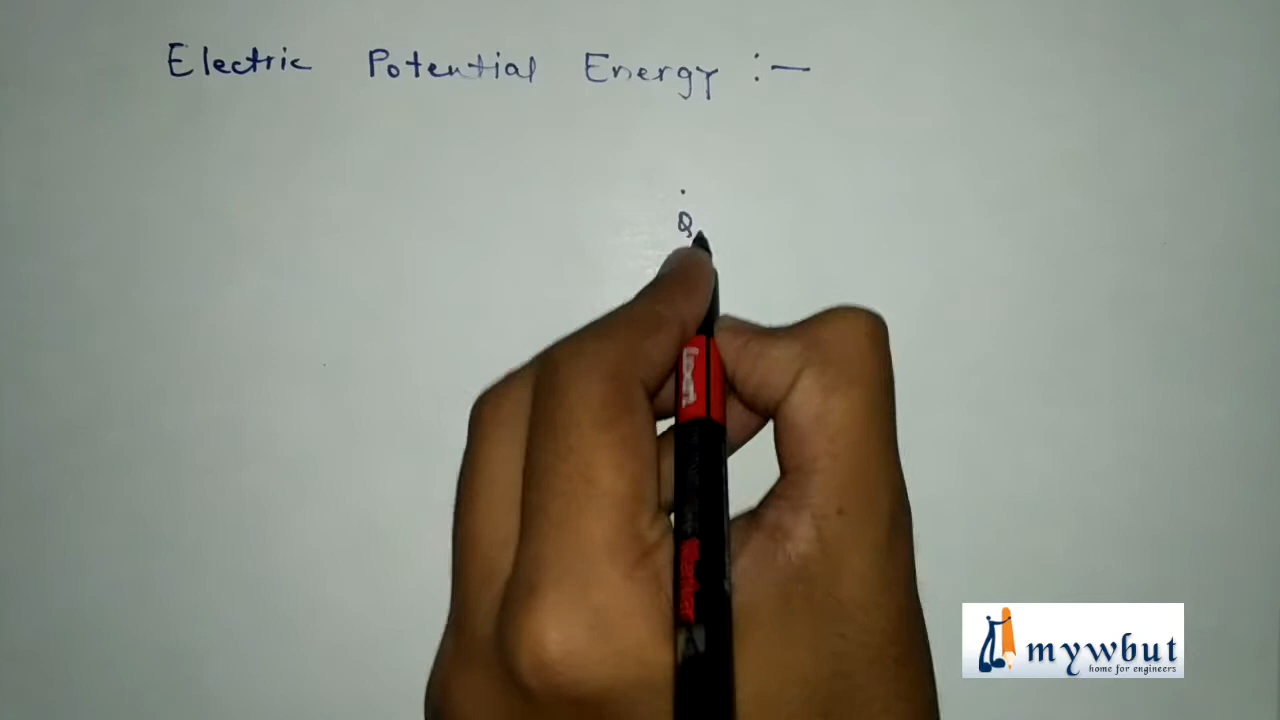 Electric Potential Energy :—
Q
mywbut
home for engineers